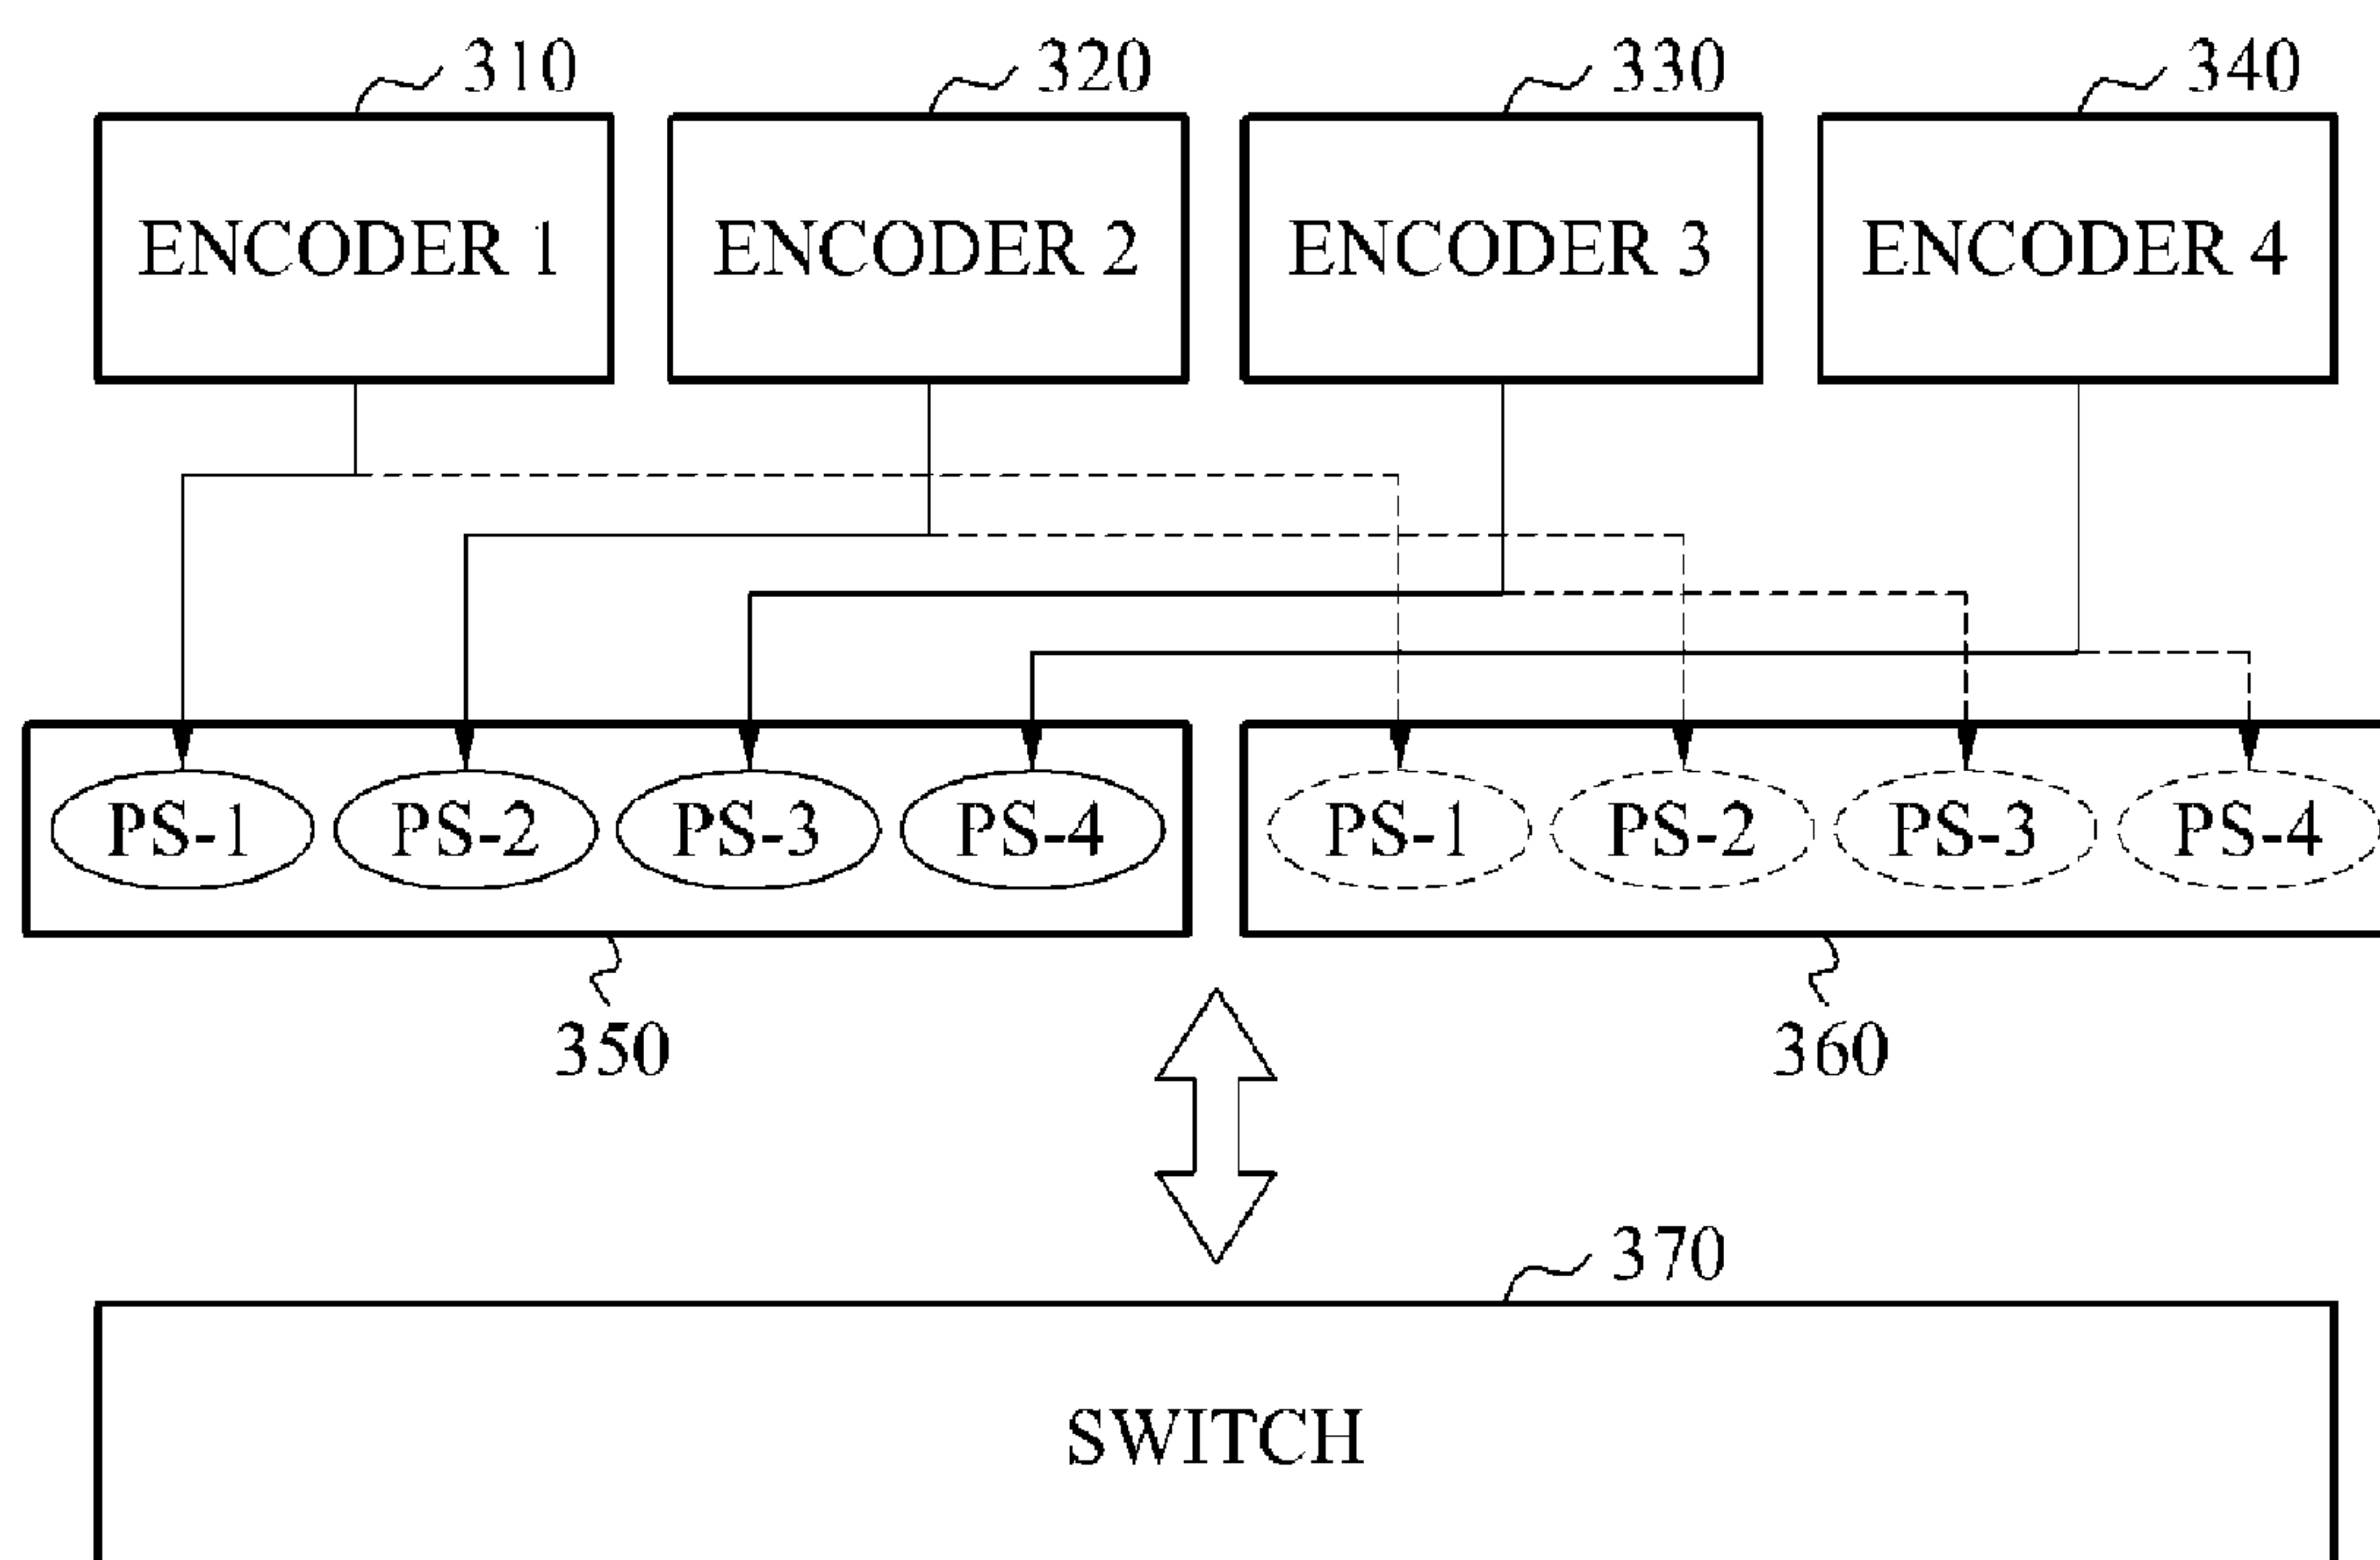 310 320 330 340
ENCODER 1 ENCODER 2 ENCODER 3 ENCODER 4
PS-1 PS-2 PS-3 PS-4 PS-1 PS-2 PS-3 PS-4
350 360
370
SWITCH